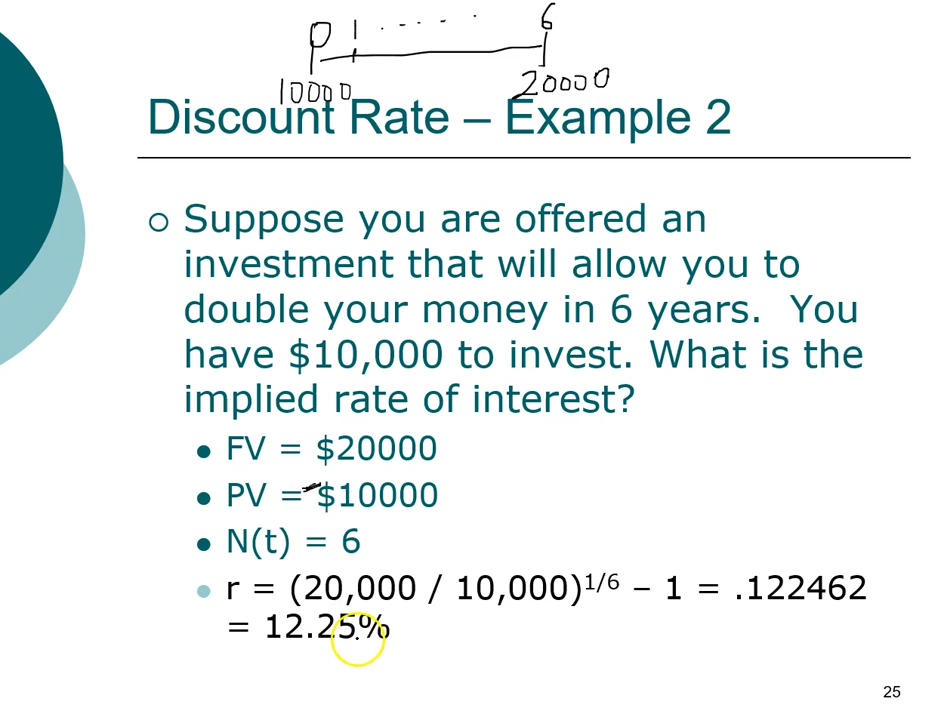 0 1 . . . . . . 6
10000 20000
Discount Rate – Example 2
Suppose you are offered an
investment that will allow you to
double your money in 6 years. You
have $10,000 to invest. What is the
implied rate of interest?
FV = $20000
PV = -$10000
N(t) = 6
r = (20,000 / 10,000)^1/6 – 1 = .122462
= 12.25%
25